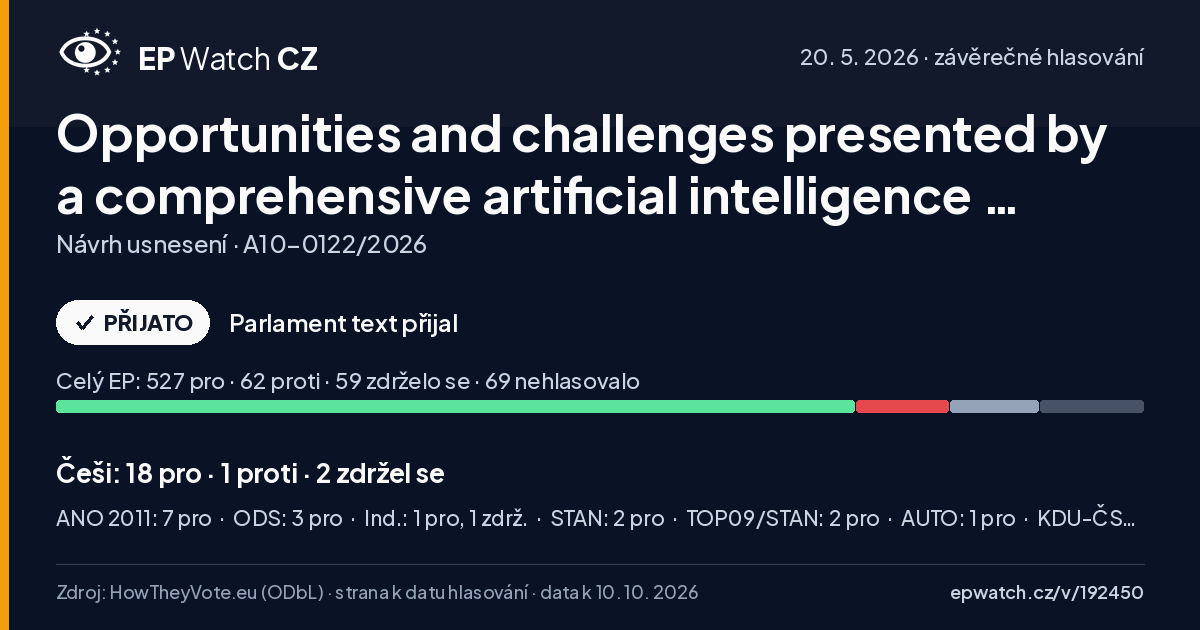 EP Watch CZ
20. 5. 2026 · závěrečné hlasování
Opportunities and challenges presented by
a comprehensive artificial intelligence …
Návrh usnesení · A10–0122/2026
✓ PŘIJATO
Parlament text přijal
Celý EP: 527 pro · 62 proti · 59 zdrželo se · 69 nehlasovalo
Češi: 18 pro · 1 proti · 2 zdržel se
ANO 2011: 7 pro · ODS: 3 pro · Ind.: 1 pro, 1 zdrž. · STAN: 2 pro · TOP09/STAN: 2 pro · AUTO: 1 pro · KDU-ČS…
Zdroj: HowTheyVote.eu (ODbL) · strana k datu hlasování · data k 10. 10. 2026
epwatch.cz/v/192450